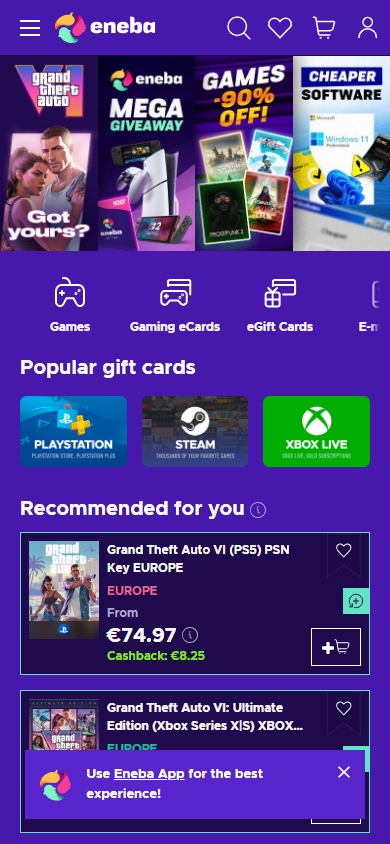 eneba
grand
theft
auto
VI
Got
yours?
eneba
MEGA
GIVEAWAY
GAMES
-90%
OFF!
FROSTPUNK 2
CHEAPER
SOFTWARE
Microsoft
Windows 11
Professional
Cheaper
Games
Gaming eCards
eGift Cards
Popular gift cards
PLAYSTATION
PLAYSTATION STORE, PLAYSTATION PLUS
STEAM
THOUSANDS OF YOUR FAVORITE GAMES
XBOX LIVE
XBOX LIVE, GOLD SUBSCRIPTIONS
Recommended for you
Grand Theft Auto VI (PS5) PSN
Key EUROPE
EUROPE
From
€74.97
Cashback: €8.25
Grand Theft Auto VI: Ultimate
Edition (Xbox Series X|S) XBOX...
EUROPE
Use Eneba App for the best
experience!